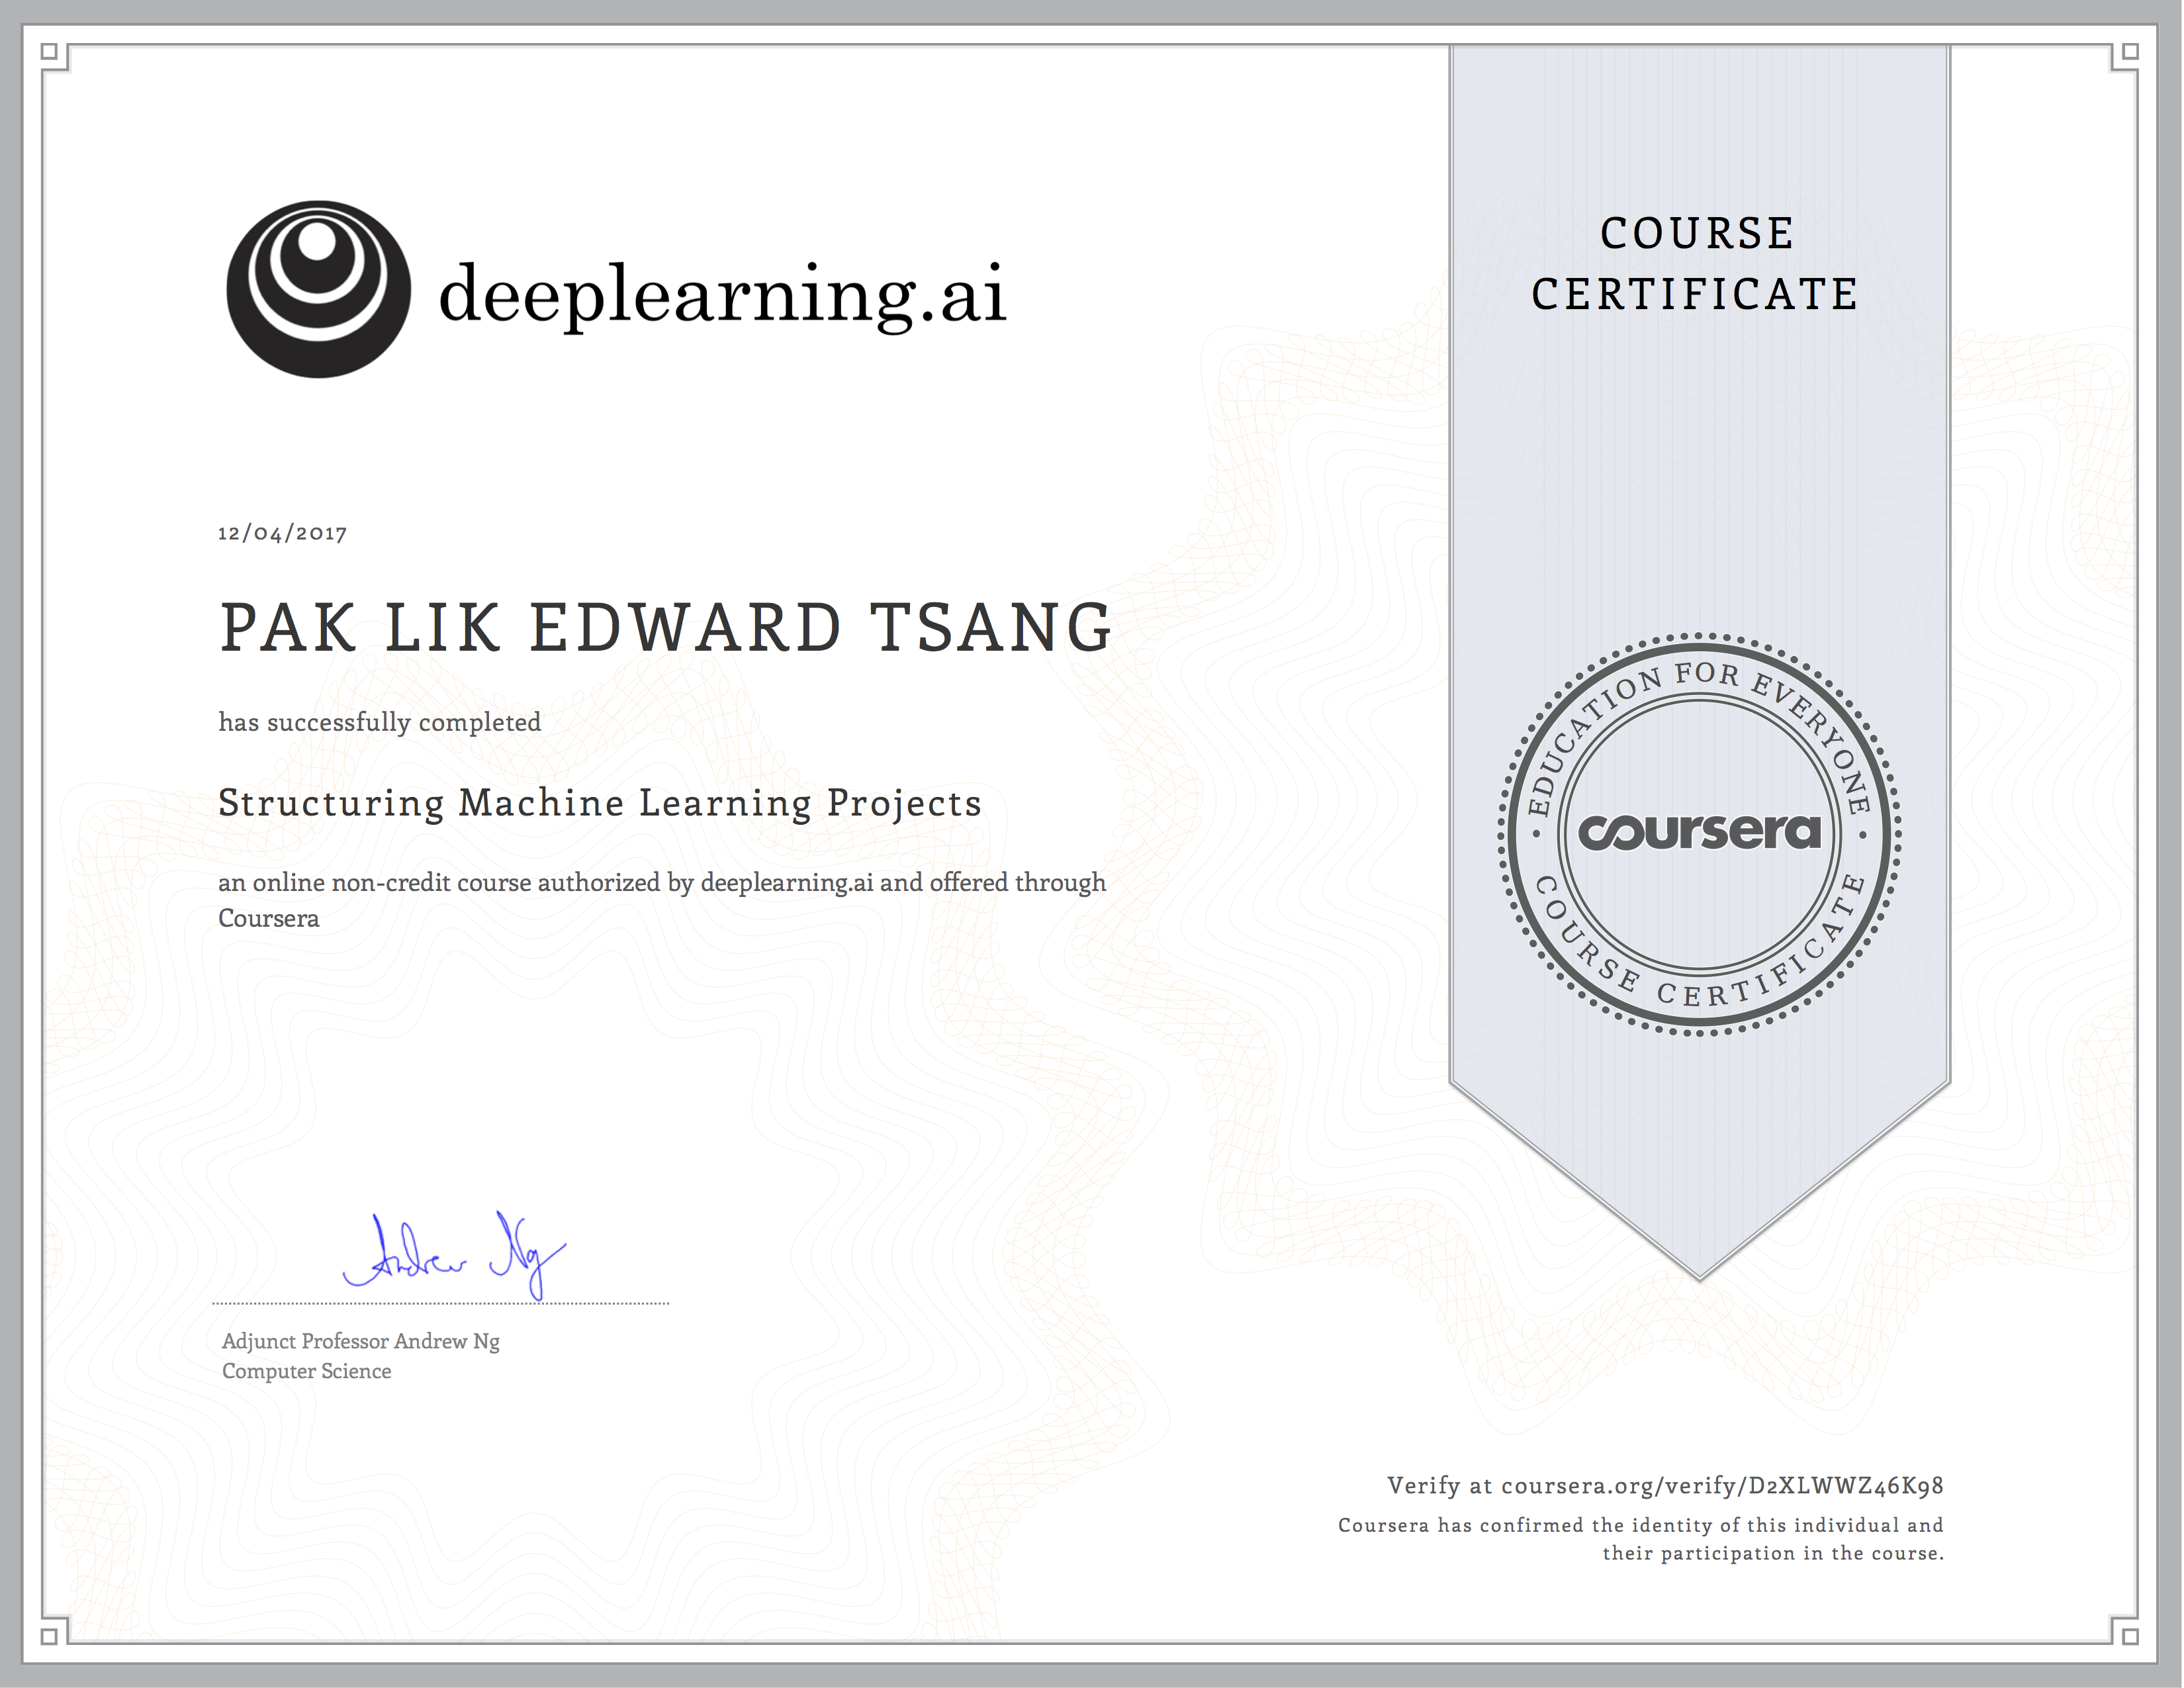 deeplearning.ai
COURSE
CERTIFICATE
12/04/2017
PAK LIK EDWARD TSANG
has successfully completed
Structuring Machine Learning Projects
an online non-credit course authorized by deeplearning.ai and offered through
Coursera
EDUCATION FOR EVERYONE
coursera
COURSE CERTIFICATE
Andrew Ng
Adjunct Professor Andrew Ng
Computer Science
Verify at coursera.org/verify/D2XLWWZ46K98
Coursera has confirmed the identity of this individual and
their participation in the course.